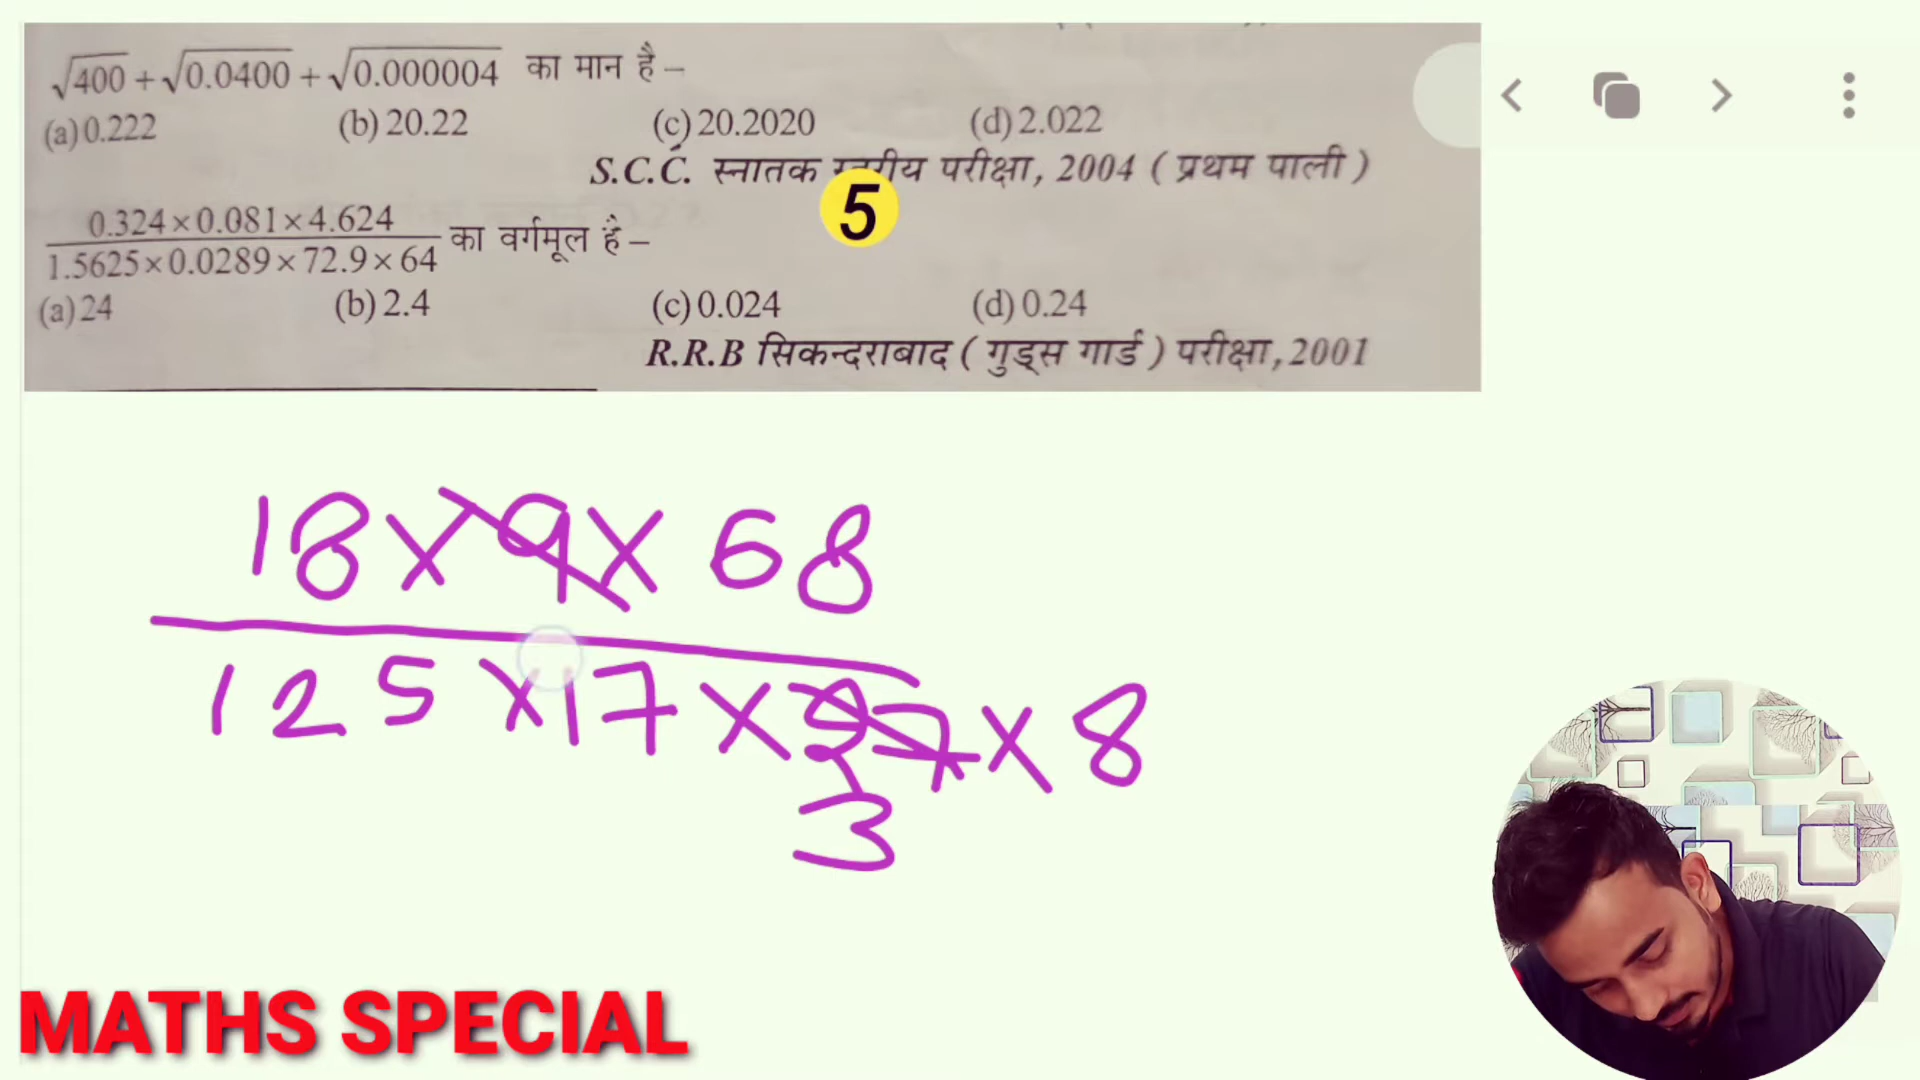 √400 + √0.0400 + √0.000004 का मान है –
(a) 0.222 (b) 20.22 (c) 20.2020 (d) 2.022
S.C.C. स्नातक स्तरीय परीक्षा, 2004 ( प्रथम पाली )
5
0.324×0.081×4.624
1.5625×0.0289×72.9×64 का वर्गमूल है –
(a) 24 (b) 2.4 (c) 0.024 (d) 0.24
R.R.B सिकन्दराबाद ( गुड्स गार्ड ) परीक्षा, 2001
18 × 9 × 68
125 × 17 × 27 × 8
3
MATHS SPECIAL